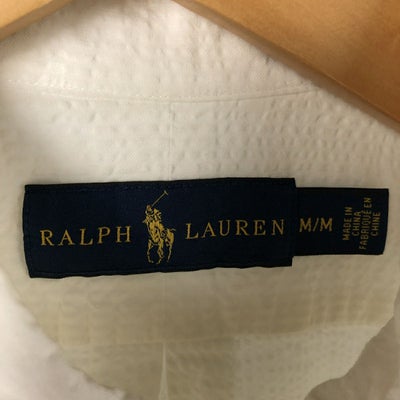 RALPH LAUREN
M/M
MADE IN
CHINA
FABRIQUÉ EN
CHINE